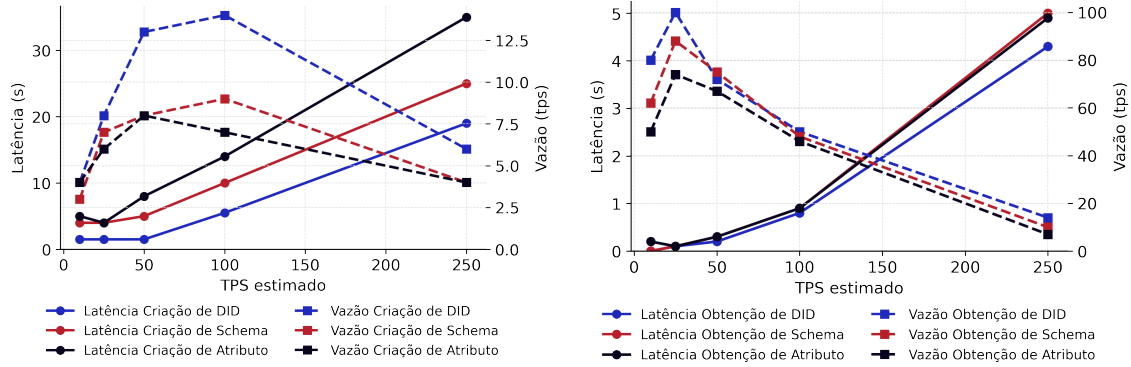 30
20
10
0
Latência (s)
12.5
10.0
7.5
5.0
2.5
0.0
Vazão (tps)
0 50 100 150 200 250
TPS estimado
Latência Criação de DID
Latência Criação de Schema
Latência Criação de Atributo
Vazão Criação de DID
Vazão Criação de Schema
Vazão Criação de Atributo
5
4
3
2
1
0
Latência (s)
100
80
60
40
20
0
Vazão (tps)
0 50 100 150 200 250
TPS estimado
Latência Obtenção de DID
Latência Obtenção de Schema
Latência Obtenção de Atributo
Vazão Obtenção de DID
Vazão Obtenção de Schema
Vazão Obtenção de Atributo